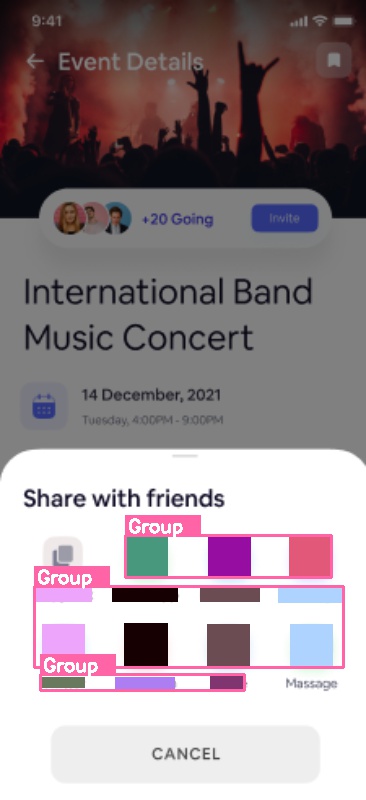 9:41
Event Details
+20 Going
Invite
International Band
Music Concert
14 December, 2021
Tuesday, 4:00PM - 9:00PM
Share with friends
Group
Group
Group
Massage
CANCEL